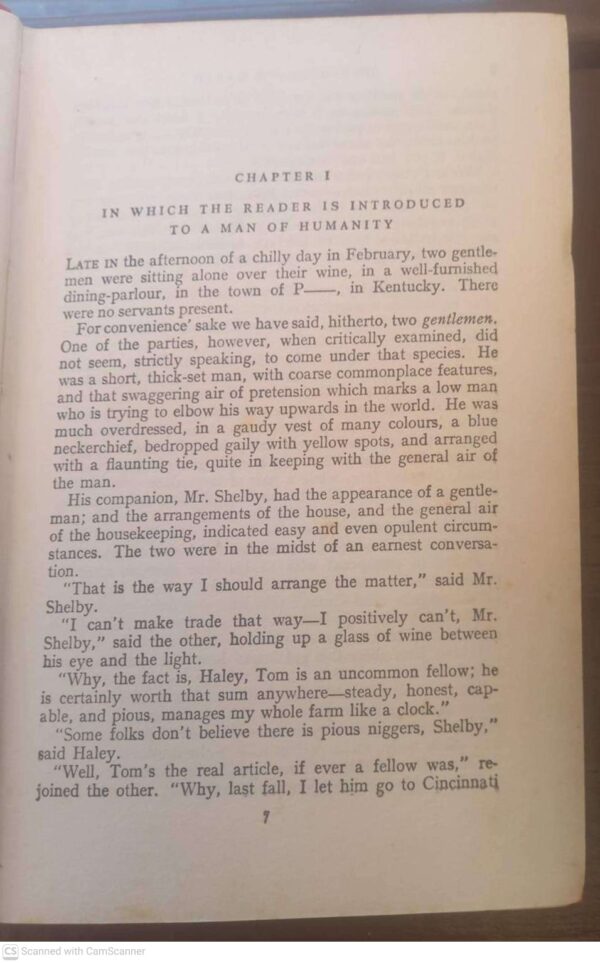 CHAPTER I
IN WHICH THE READER IS INTRODUCED
TO A MAN OF HUMANITY
LATE IN the afternoon of a chilly day in February, two gentle-
men were sitting alone over their wine, in a well-furnished
dining-parlour, in the town of P——, in Kentucky. There
were no servants present.
For convenience' sake we have said, hitherto, two gentlemen.
One of the parties, however, when critically examined, did
not seem, strictly speaking, to come under that species. He
was a short, thick-set man, with coarse commonplace features,
and that swaggering air of pretension which marks a low man
who is trying to elbow his way upwards in the world. He was
much overdressed, in a gaudy vest of many colours, a blue
neckerchief, bedropped gaily with yellow spots, and arranged
with a flaunting tie, quite in keeping with the general air of
the man.
His companion, Mr. Shelby, had the appearance of a gentle-
man; and the arrangements of the house, and the general air
of the housekeeping, indicated easy and even opulent circum-
stances. The two were in the midst of an earnest conversa-
tion.
"That is the way I should arrange the matter," said Mr.
Shelby.
"I can't make trade that way—I positively can't, Mr.
Shelby," said the other, holding up a glass of wine between
his eye and the light.
"Why, the fact is, Haley, Tom is an uncommon fellow; he
is certainly worth that sum anywhere—steady, honest, cap-
able, and pious, manages my whole farm like a clock."
"Some folks don't believe there is pious niggers, Shelby,"
said Haley.
"Well, Tom's the real article, if ever a fellow was," re-
joined the other. "Why, last fall, I let him go to Cincinnati
7
CS Scanned with CamScanner